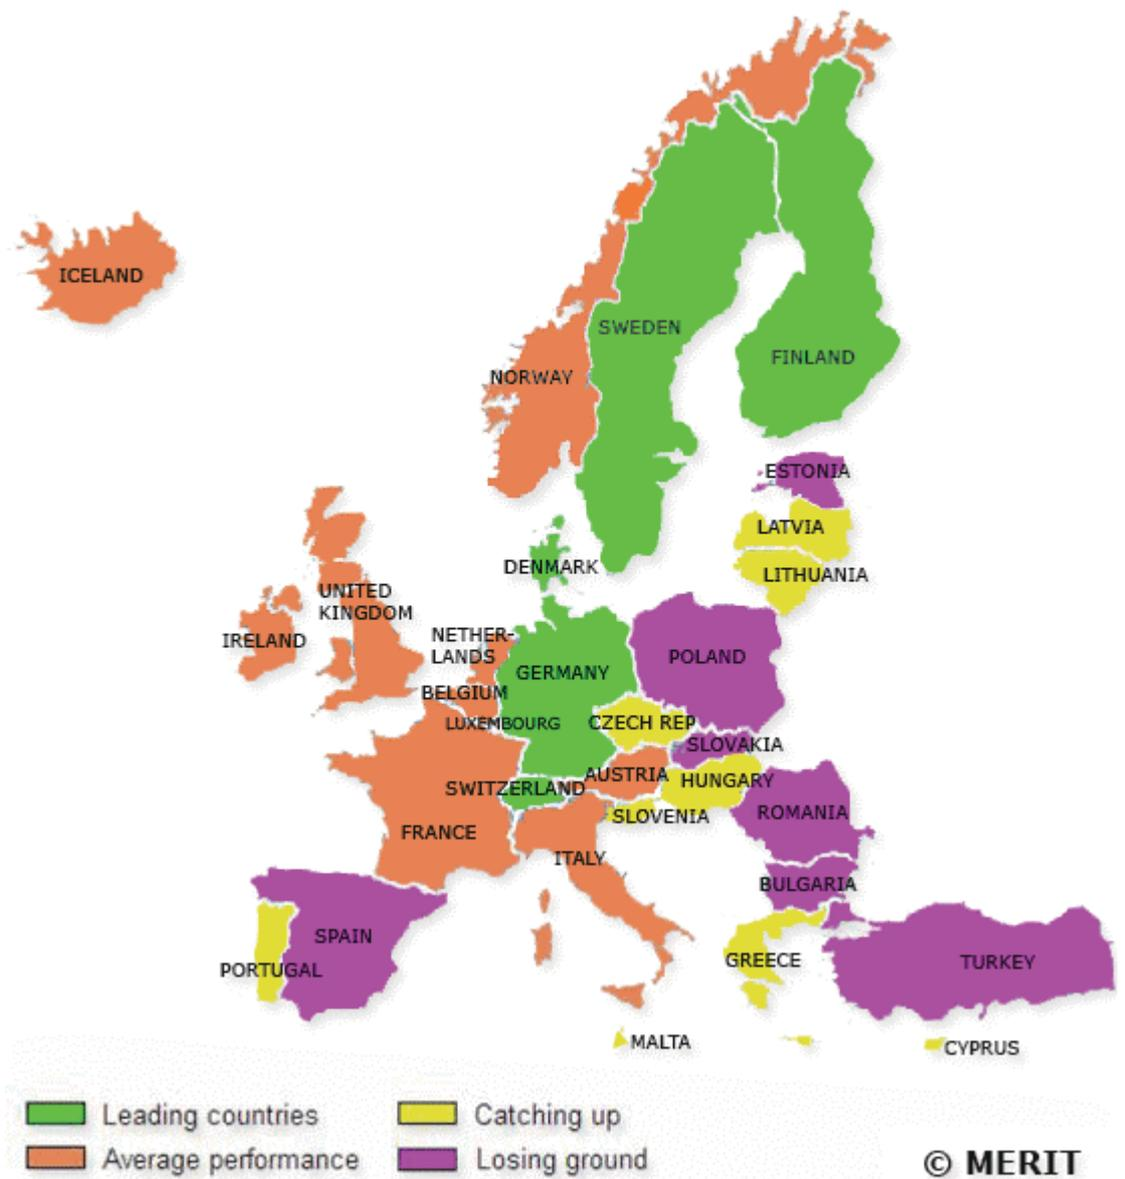 ICELAND
SWEDEN
FINLAND
NORWAY
ESTONIA
LATVIA
DENMARK
LITHUANIA
UNITED
KINGDOM
IRELAND
NETHER-
LANDS
POLAND
GERMANY
BELGIUM
LUXEMBOURG
CZECH REP
SLOVAKIA
AUSTRIA
HUNGARY
SWITZERLAND
ROMANIA
SLOVENIA
FRANCE
ITALY
BULGARIA
SPAIN
GREECE
TURKEY
PORTUGAL
MALTA
CYPRUS
Leading countries
Catching up
Average performance
Losing ground
© MERIT